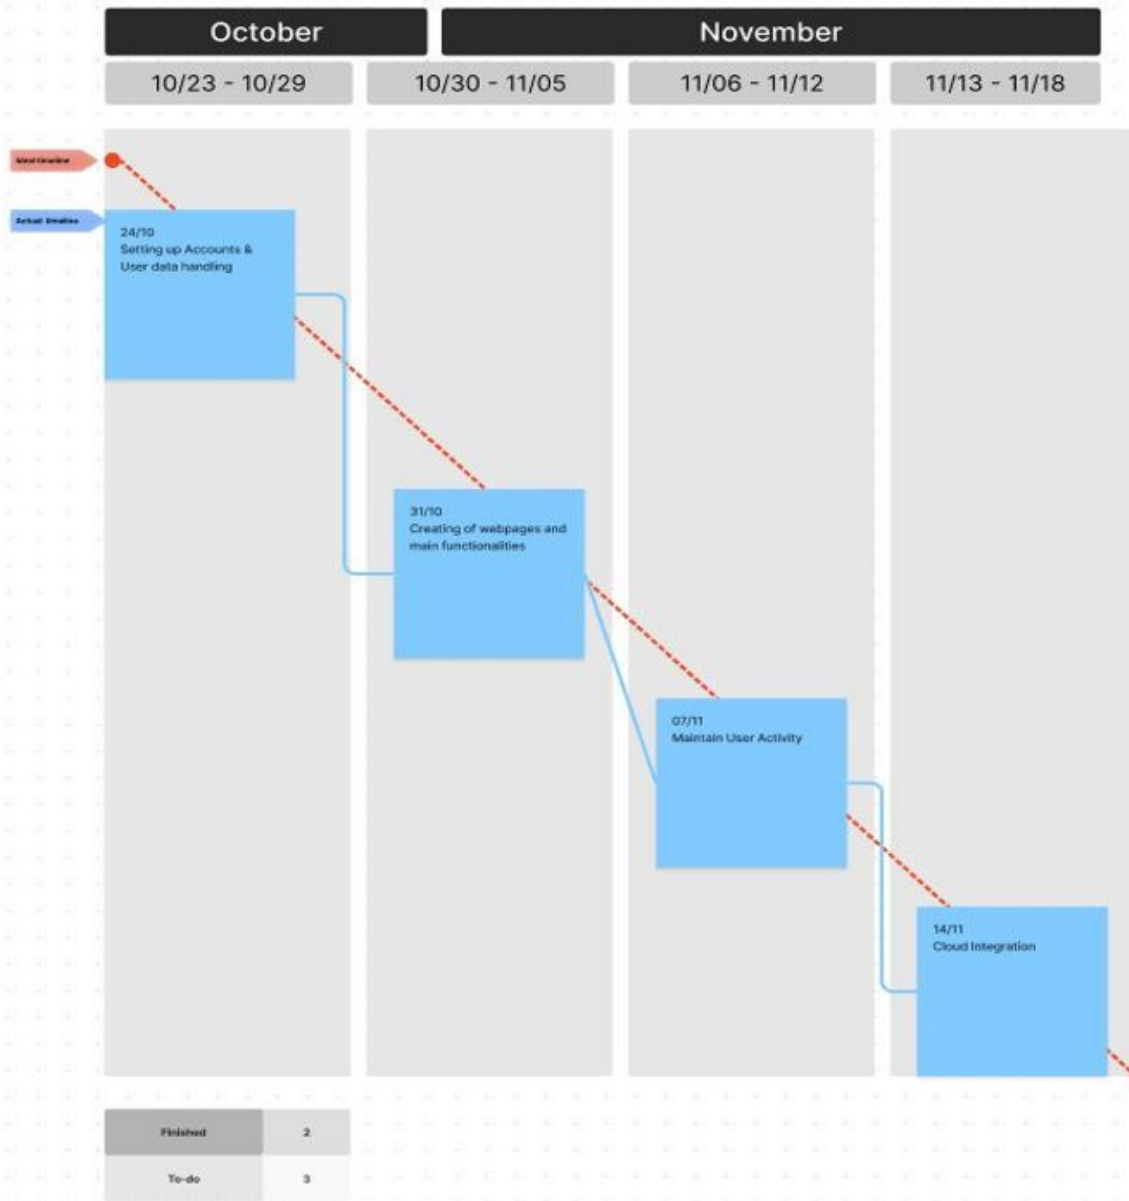 October
November
10/23 - 10/29
10/30 - 11/05
11/06 - 11/12
11/13 - 11/18
Ideal timeline
Actual timeline
24/10
Setting up Accounts &
User data handling
31/10
Creating of webpages and
main functionalities
07/11
Maintain User Activity
14/11
Cloud Integration
Finished 2
To-do 3